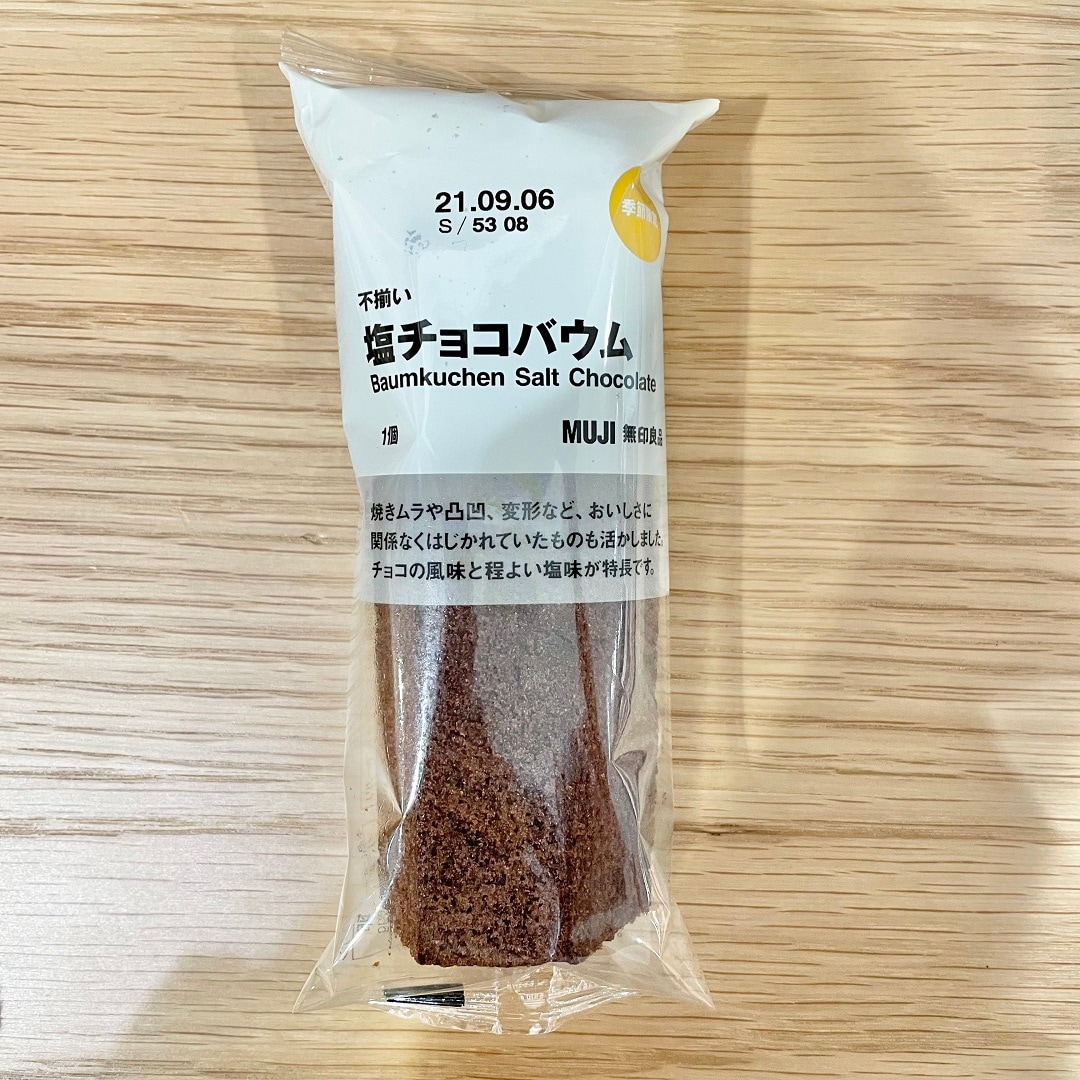 21.09.06
S/53 08
季節
不揃い
塩チョコバウム
Baumkuchen Salt Chocolate
1個
MUJI 無印良品
焼きムラや凸凹、変形など、おいしさに
関係なくはじかれていたものも活かしました。
チョコの風味と程よい塩味が特長です。